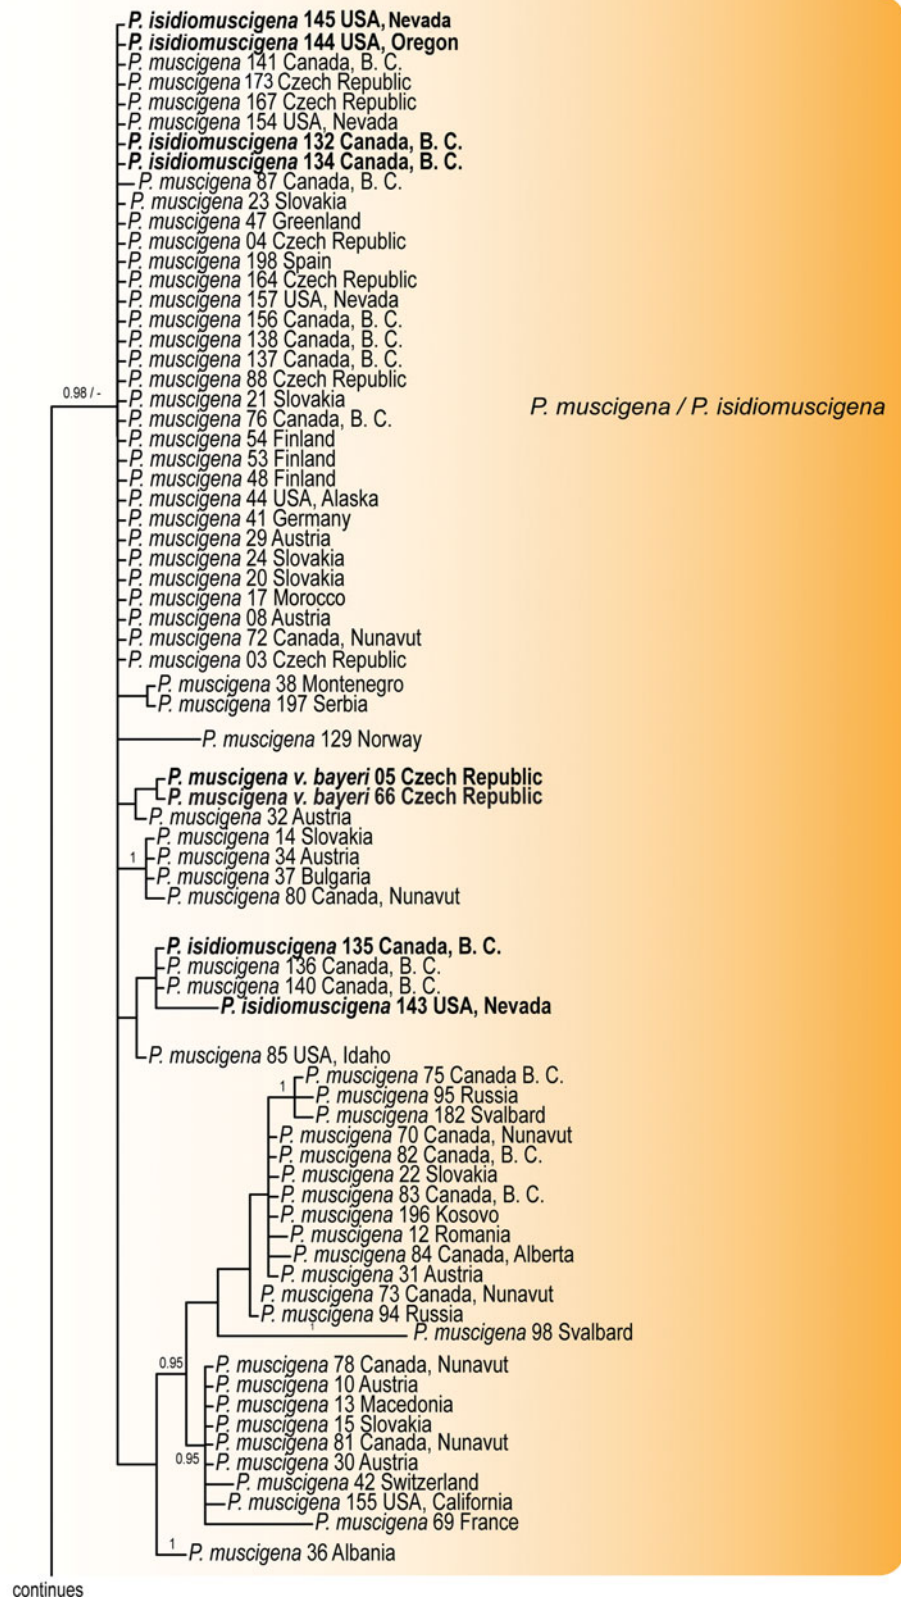 P. isidiomuscigena 145 USA, Nevada
P. isidiomuscigena 144 USA, Oregon
P. muscigena 141 Canada, B. C.
P. muscigena 173 Czech Republic
P. muscigena 167 Czech Republic
P. muscigena 154 USA, Nevada
P. isidiomuscigena 132 Canada, B. C.
P. isidiomuscigena 134 Canada, B. C.
P. muscigena 87 Canada, B. C.
P. muscigena 23 Slovakia
P. muscigena 47 Greenland
P. muscigena 04 Czech Republic
P. muscigena 198 Spain
P. muscigena 164 Czech Republic
P. muscigena 157 USA, Nevada
P. muscigena 156 Canada, B. C.
P. muscigena 138 Canada, B. C.
P. muscigena 137 Canada, B. C.
P. muscigena 88 Czech Republic
0.98 / -
P. muscigena 21 Slovakia
P. muscigena / P. isidiomuscigena
P. muscigena 76 Canada, B. C.
P. muscigena 54 Finland
P. muscigena 53 Finland
P. muscigena 48 Finland
P. muscigena 44 USA, Alaska
P. muscigena 41 Germany
P. muscigena 29 Austria
P. muscigena 24 Slovakia
P. muscigena 20 Slovakia
P. muscigena 17 Morocco
P. muscigena 08 Austria
P. muscigena 72 Canada, Nunavut
P. muscigena 03 Czech Republic
P. muscigena 38 Montenegro
P. muscigena 197 Serbia
P. muscigena 129 Norway
P. muscigena v. bayeri 05 Czech Republic
P. muscigena v. bayeri 66 Czech Republic
P. muscigena 32 Austria
P. muscigena 14 Slovakia
1
P. muscigena 34 Austria
P. muscigena 37 Bulgaria
P. muscigena 80 Canada, Nunavut
P. isidiomuscigena 135 Canada, B. C.
P. muscigena 136 Canada, B. C.
P. muscigena 140 Canada, B. C.
P. isidiomuscigena 143 USA, Nevada
P. muscigena 85 USA, Idaho
P. muscigena 75 Canada B. C.
1
P. muscigena 95 Russia
P. muscigena 182 Svalbard
P. muscigena 70 Canada, Nunavut
P. muscigena 82 Canada, B. C.
P. muscigena 22 Slovakia
P. muscigena 83 Canada, B. C.
P. muscigena 196 Kosovo
P. muscigena 12 Romania
P. muscigena 84 Canada, Alberta
P. muscigena 31 Austria
P. muscigena 73 Canada, Nunavut
P. muscigena 94 Russia
1
P. muscigena 98 Svalbard
0.95
P. muscigena 78 Canada, Nunavut
P. muscigena 10 Austria
P. muscigena 13 Macedonia
P. muscigena 15 Slovakia
P. muscigena 81 Canada, Nunavut
0.95
P. muscigena 30 Austria
P. muscigena 42 Switzerland
P. muscigena 155 USA, California
P. muscigena 69 France
1
P. muscigena 36 Albania
continues